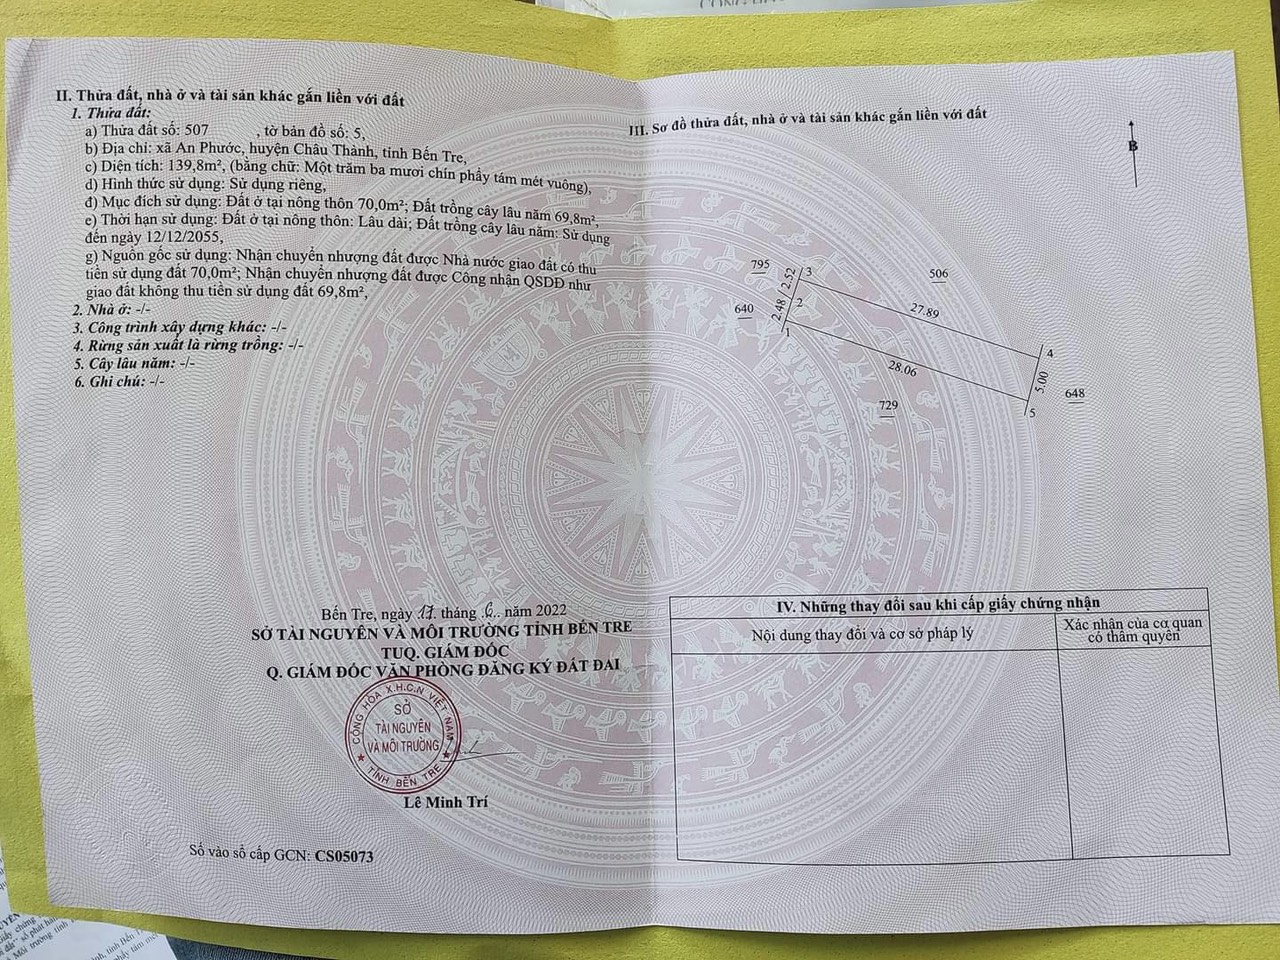 II. Thửa đất, nhà ở và tài sản khác gắn liền với đất
1. Thửa đất:
a) Thửa đất số: 507 , tờ bản đồ số: 5,
b) Địa chỉ: xã An Phước, huyện Châu Thành, tỉnh Bến Tre,
c) Diện tích: 139,8m², (bằng chữ: Một trăm ba mươi chín phẩy tám mét vuông),
d) Hình thức sử dụng: Sử dụng riêng,
đ) Mục đích sử dụng: Đất ở tại nông thôn 70,0m²; Đất trồng cây lâu năm 69,8m²,
e) Thời hạn sử dụng: Đất ở tại nông thôn: Lâu dài; Đất trồng cây lâu năm: Sử dụng
đến ngày 12/12/2055,
g) Nguồn gốc sử dụng: Nhận chuyển nhượng đất được Nhà nước giao đất có thu
tiền sử dụng đất 70,0m²; Nhận chuyển nhượng đất được Công nhận QSDĐ như
giao đất không thu tiền sử dụng đất 69,8m²,
2. Nhà ở: -/-
3. Công trình xây dựng khác: -/-
4. Rừng sản xuất là rừng trồng: -/-
5. Cây lâu năm: -/-
6. Ghi chú: -/-
Bến Tre, ngày 17 tháng 6.. năm 2022
SỞ TÀI NGUYÊN VÀ MÔI TRƯỜNG TỈNH BẾN TRE
TUQ. GIÁM ĐỐC
Q. GIÁM ĐỐC VĂN PHÒNG ĐĂNG KÝ ĐẤT ĐAI
CỘNG HÒA X.H.C.N VIỆT NAM
SỞ
TÀI NGUYÊN
VÀ MÔI TRƯỜNG
TỈNH BẾN TRE
Lê Minh Trí
Số vào sổ cấp GCN: CS05073
III. Sơ đồ thửa đất, nhà ở và tài sản khác gắn liền với đất
B
795
2.52
3
506
640
2.48
2
27.89
1
4
28.06
5.00
648
729
5
IV. Những thay đổi sau khi cấp giấy chứng nhận
Nội dung thay đổi và cơ sở pháp lý
Xác nhận của cơ quan
có thẩm quyền